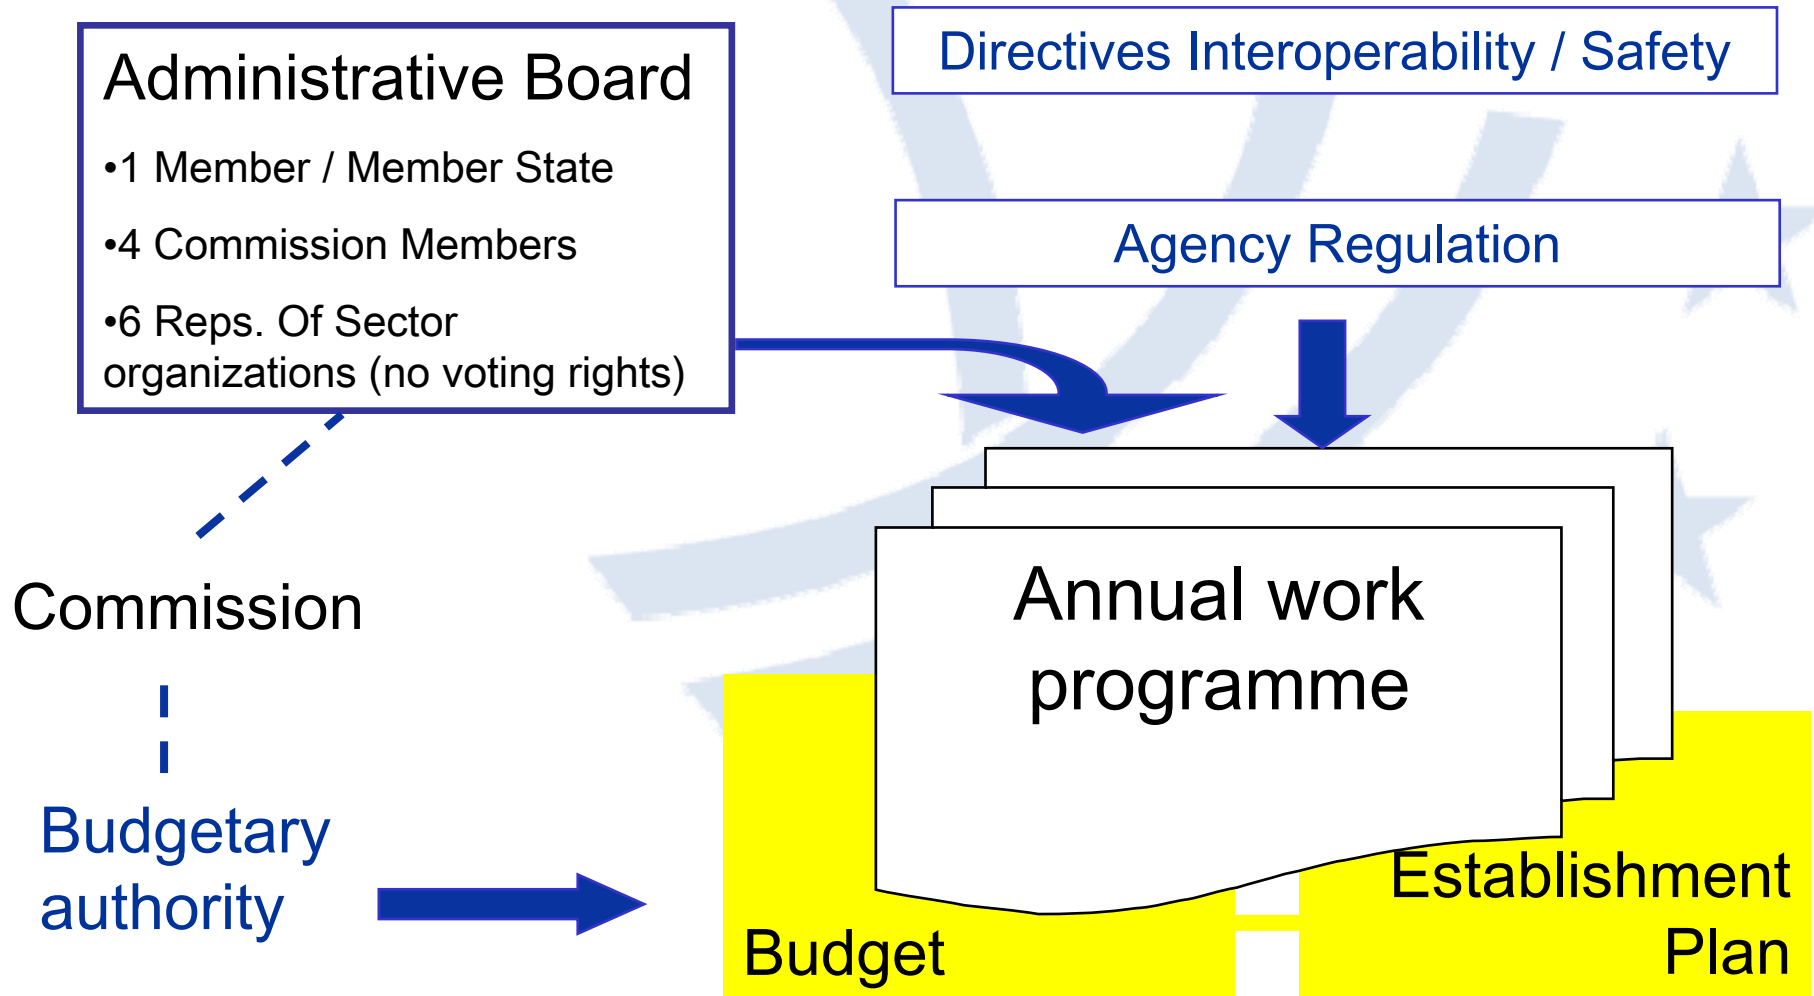 Administrative Board
•1 Member / Member State
•4 Commission Members
•6 Reps. Of Sector
organizations (no voting rights)
Directives Interoperability / Safety
Agency Regulation
Commission
Annual work
programme
Budgetary
authority
Budget
Establishment
Plan